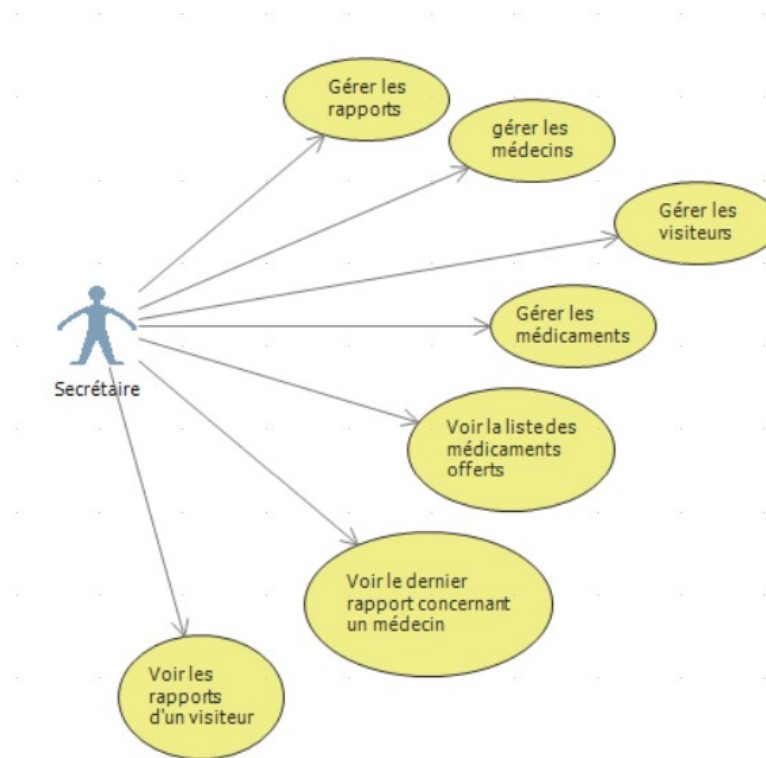 Gérer les
rapports
gérer les
médecins
Gérer les
visiteurs
Gérer les
médicaments
Secrétaire
Voir la liste des
médicaments
offerts
Voir le dernier
rapport concernant
un médecin
Voir les
rapports
d'un visiteur